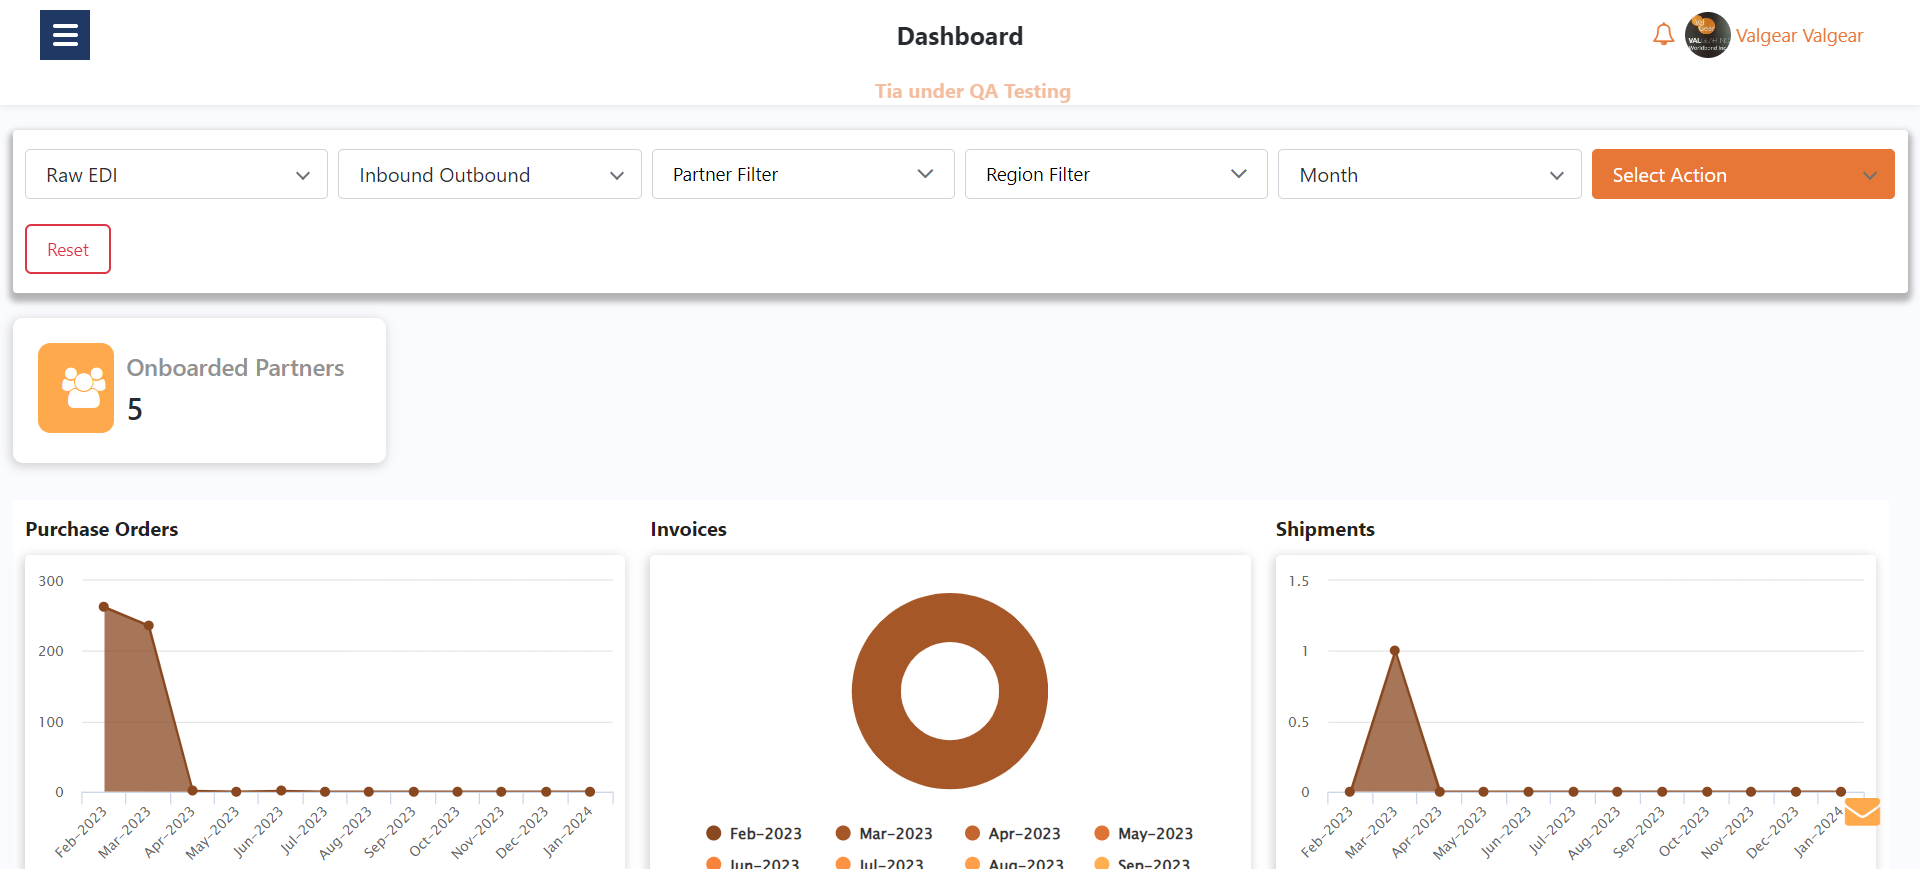 Dashboard
Valgear Valgear
Tia under QA Testing
Raw EDI
Inbound Outbound
Partner Filter
Region Filter
Month
Select Action
Reset
Onboarded Partners
5
Purchase Orders
300
200
100
0
Feb-2023
Mar-2023
Apr-2023
May-2023
Jun-2023
Jul-2023
Aug-2023
Sep-2023
Oct-2023
Nov-2023
Dec-2023
Jan-2024
Invoices
Feb-2023
Mar-2023
Apr-2023
May-2023
Jun-2023
Jul-2023
Aug-2023
Sep-2023
Shipments
1.5
1
0.5
0
Feb-2023
Mar-2023
Apr-2023
May-2023
Jun-2023
Jul-2023
Aug-2023
Sep-2023
Oct-2023
Nov-2023
Dec-2023
Jan-2024